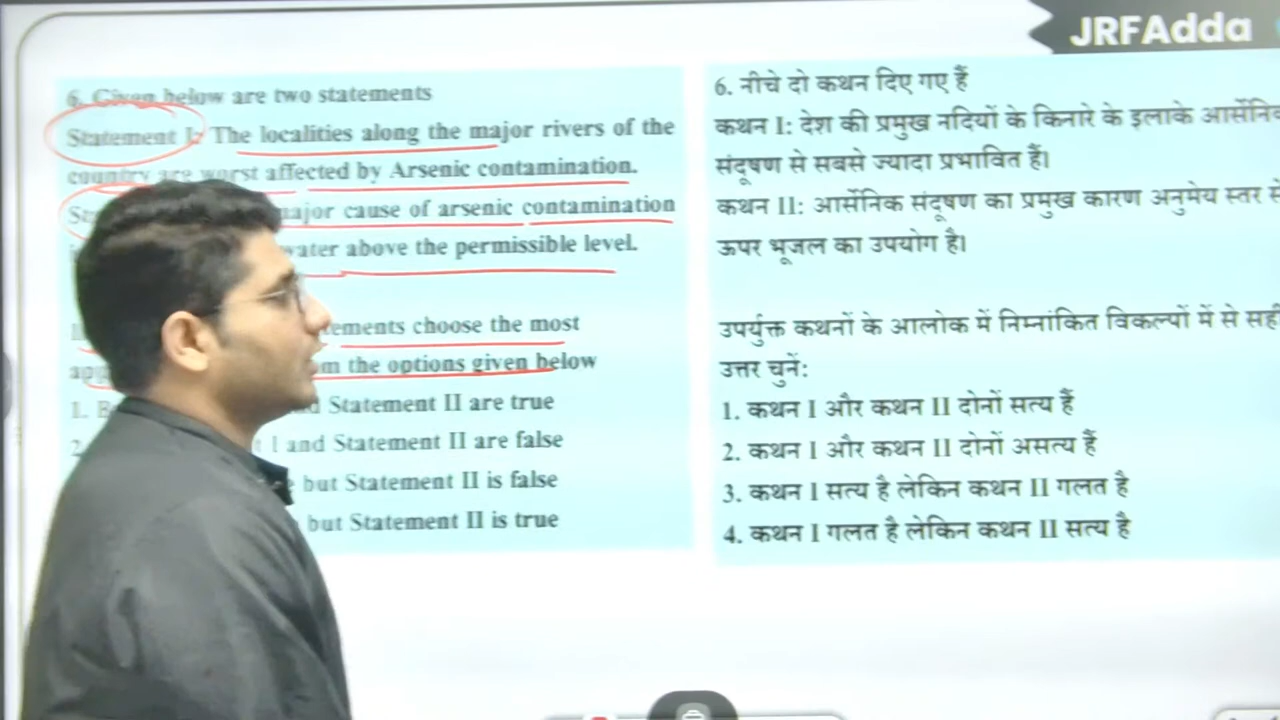 JRFAdda
6. Given below are two statements
Statement I: The localities along the major rivers of the
country are worst affected by Arsenic contamination.
major cause of arsenic contamination
water above the permissible level.
choose the most
the options given below
1. Statement II are true
2. I and Statement II are false
but Statement II is false
but Statement II is true
6. नीचे दो कथन दिए गए हैं
कथन I: देश की प्रमुख नदियों के किनारे के इलाके
संदूषण से सबसे ज्यादा प्रभावित हैं।
कथन II: आर्सेनिक संदूषण का प्रमुख कारण अनुमेय स्तर से
ऊपर भूजल का उपयोग है।
उपर्युक्त कथनों के आलोक में निम्नांकित विकल्पों में से सही
उत्तर चुनें:
1. कथन I और कथन II दोनों सत्य हैं
2. कथन I और कथन II दोनों असत्य हैं
3. कथन I सत्य है लेकिन कथन II गलत है
4. कथन I गलत है लेकिन कथन II सत्य है